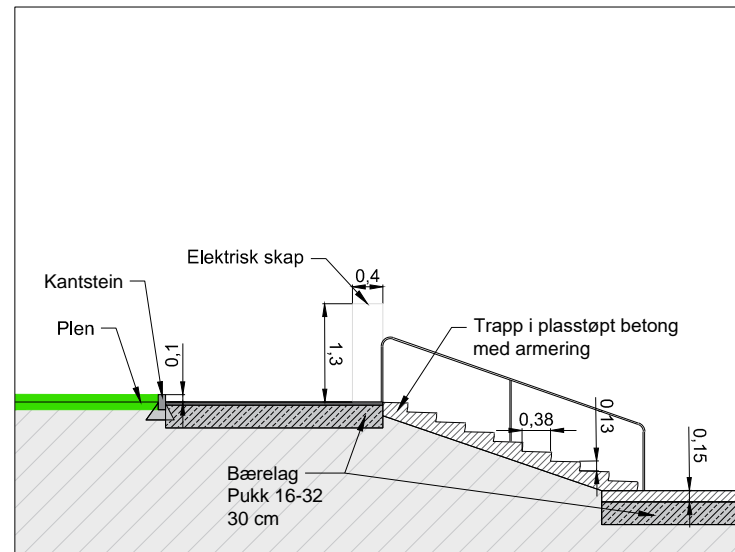 Elektrisk skap
0,4
Kantstein
Plen
0,1
1,3
Trapp i plasstøpt betong
med armering
0,38
0,13
0,15
Bærelag
Pukk 16-32
30 cm